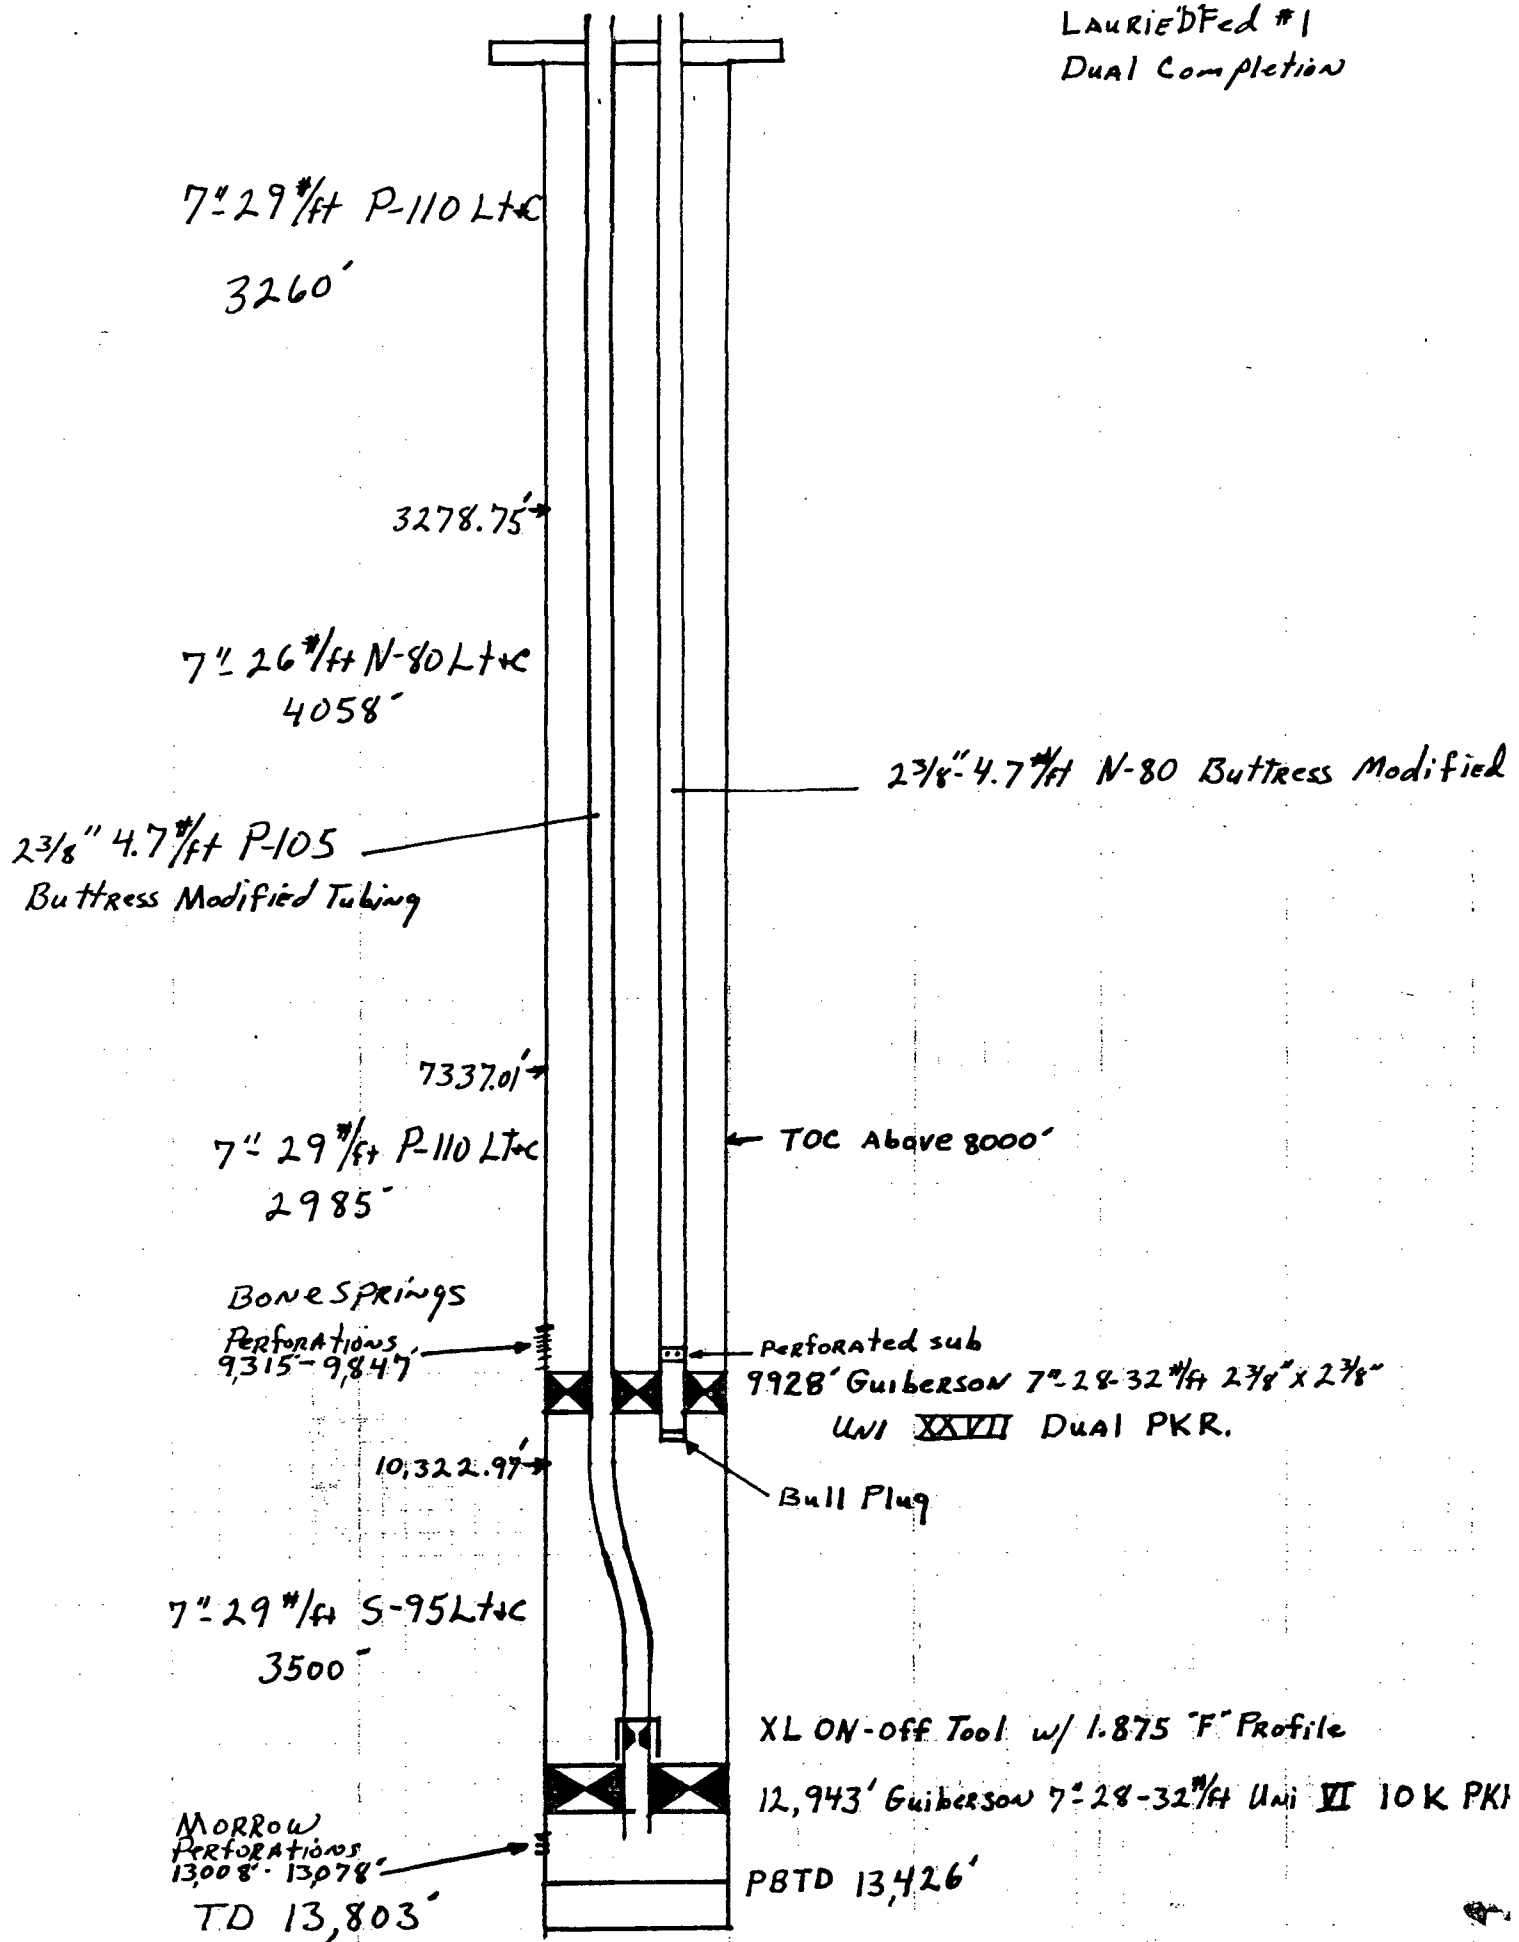 LAURIE "D" Fed #1
Dual Completion
7" 29 #/ft P-110 Lt+C
3260'
3278.75'
7" 26 #/ft N-80 Lt+C
4058'
2 3/8" 4.7 #/ft N-80 Buttress Modified
2 3/8" 4.7 #/ft P-105
Buttress Modified Tubing
7337.01'
TOC Above 8000'
7" 29 #/ft P-110 Lt+C
2985'
Bone Springs
Perforations
9,315'-9,847'
Perforated sub
9928' Guiberson 7"-28-32 #/ft 2 3/8" x 2 3/8"
UNI XXVII Dual PKR.
10,322.97'
Bull Plug
7" 29 #/ft S-95 Lt+C
3500'
XL ON-off Tool w/ 1.875 "F" Profile
12,943' Guiberson 7"-28-32 #/ft Uni VI 10K PKR
MORROW
Perforations
13,008'-13,078'
PBTD 13,426'
TD 13,803'